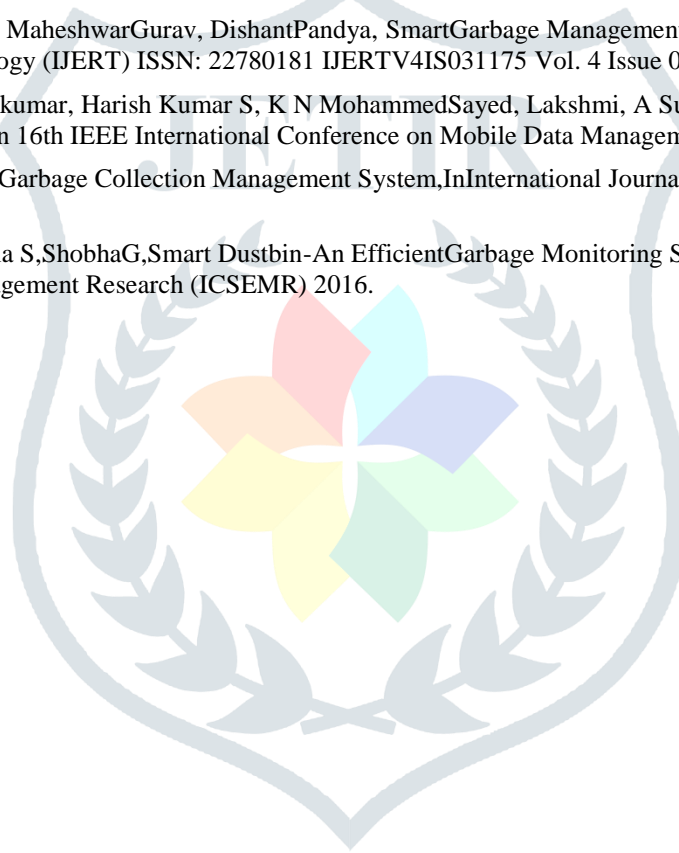 MaheshwarGurav, DishantPandya, SmartGarbage Management
ogy (IJERT) ISSN: 22780181 IJERTV4IS031175 Vol. 4 Issue 0
kumar, Harish Kumar S, K N MohammedSayed, Lakshmi, A Su
n 16th IEEE International Conference on Mobile Data Managem
Garbage Collection Management System,InInternational Journa
a S,ShobhaG,Smart Dustbin-An EfficientGarbage Monitoring S
gement Research (ICSEMR) 2016.
JETIR